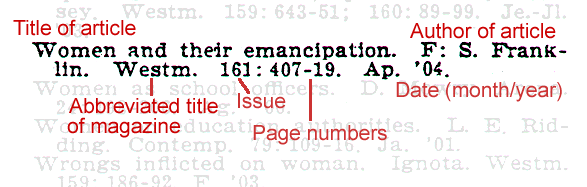 sey. Westm. 159: 643-51; 160: 89-99. Je.-Jl.
Title of article Author of article
Women and their emancipation. F: S. Frank-
lin. Westm. 161: 407-19. Ap. '04.
Women as school officers. D.
Date (month/year)
Abbreviated title Issue
of magazine Page numbers
education authorities. L. E. Rid-
ding. Contemp. 79: 109-16. Ja. '01.
Wrongs inflicted on woman. Ignota. Westm.
159: 186-92. F. '03